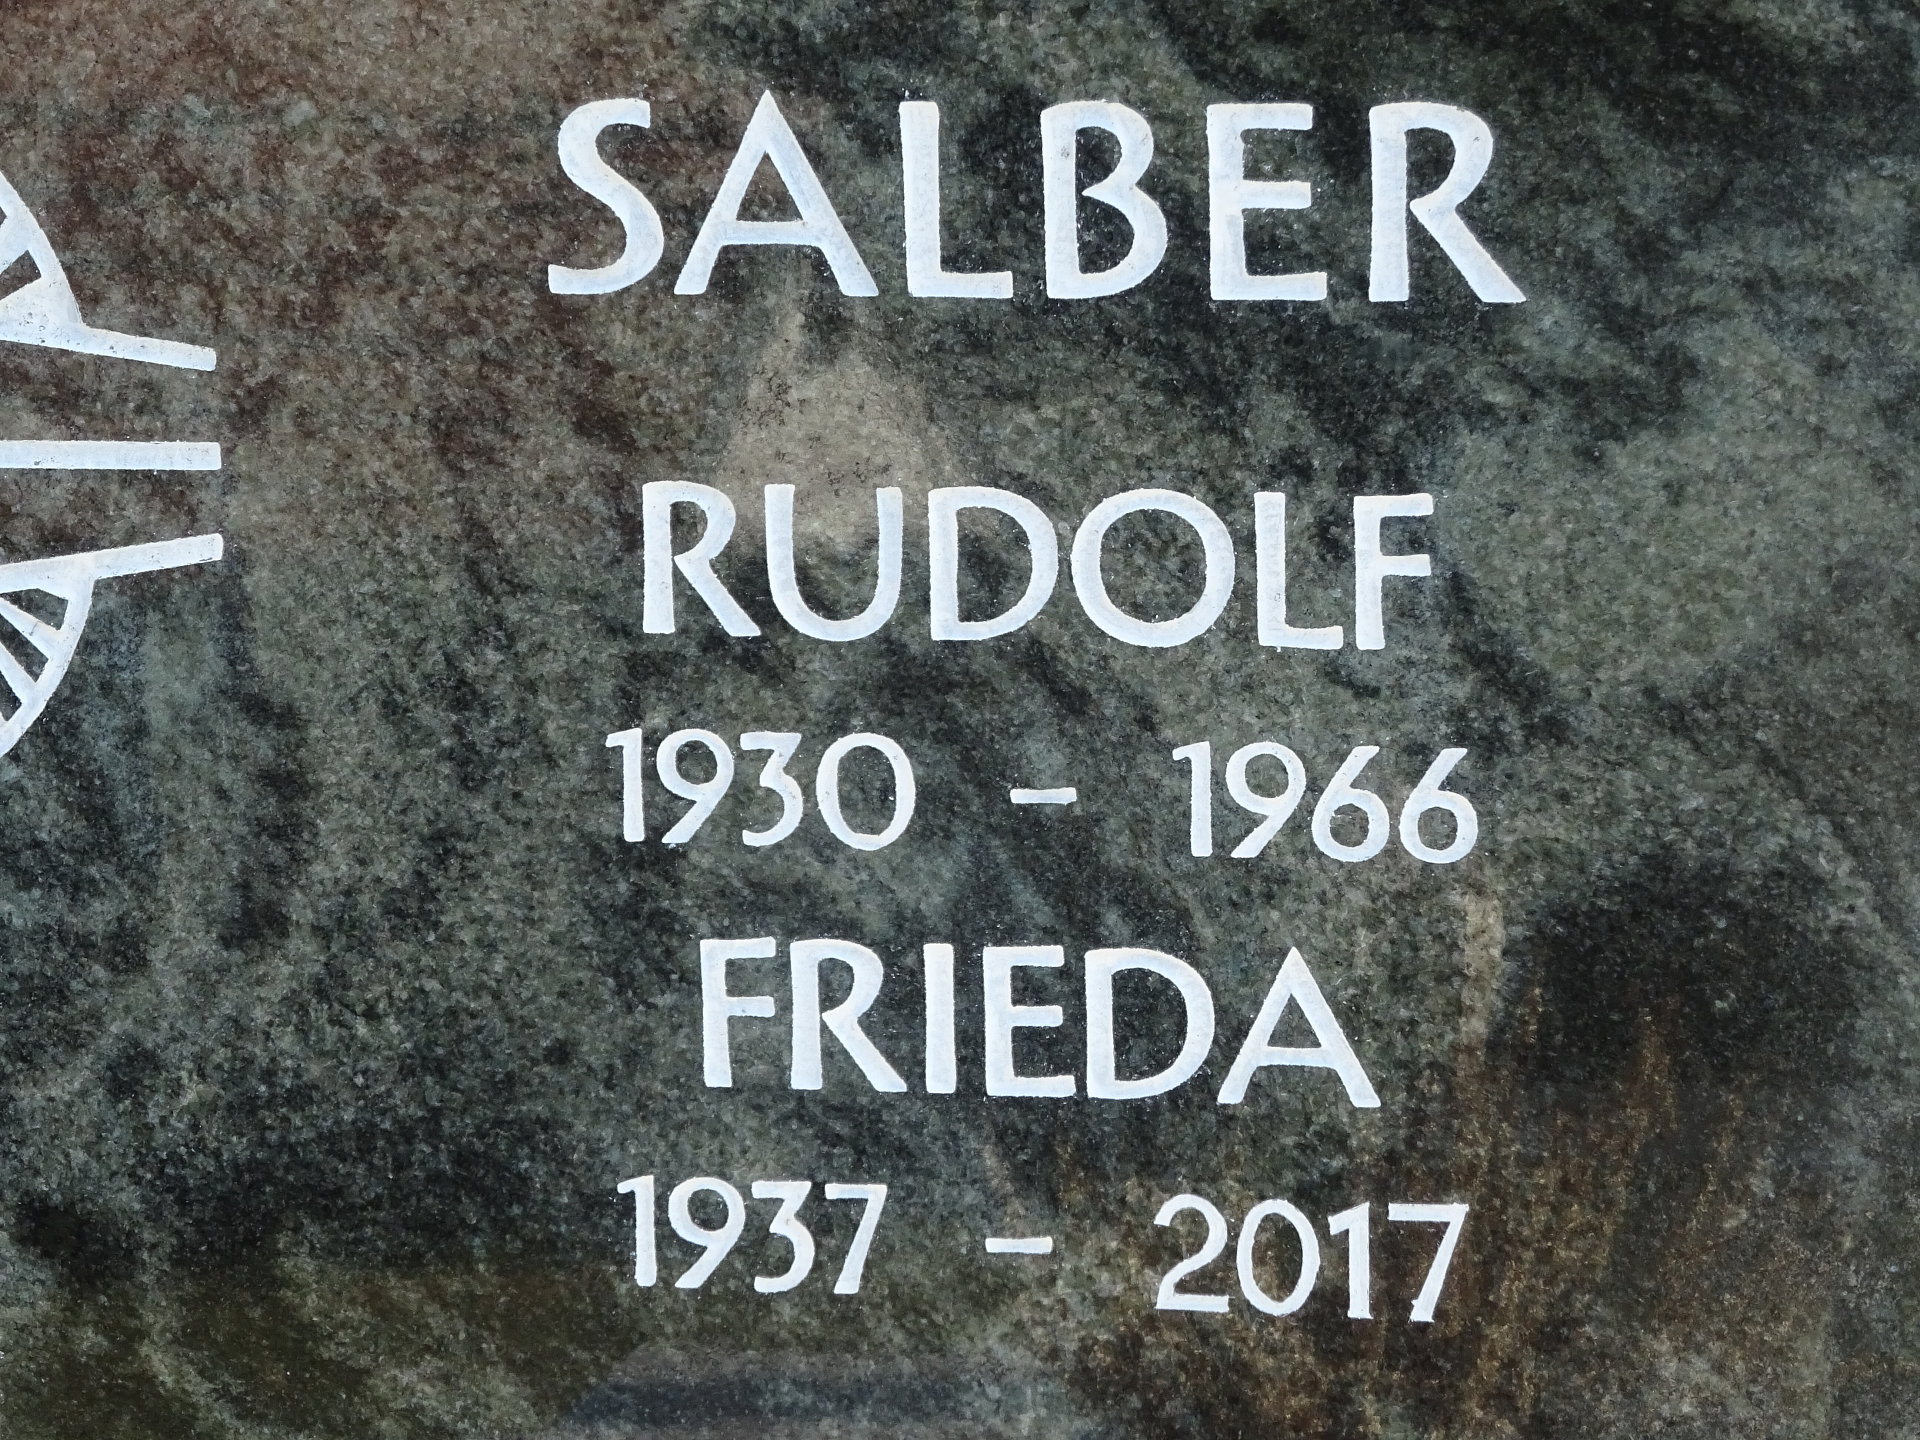 SALBER
RUDOLF
1930 – 1966
FRIEDA
1937 – 2017